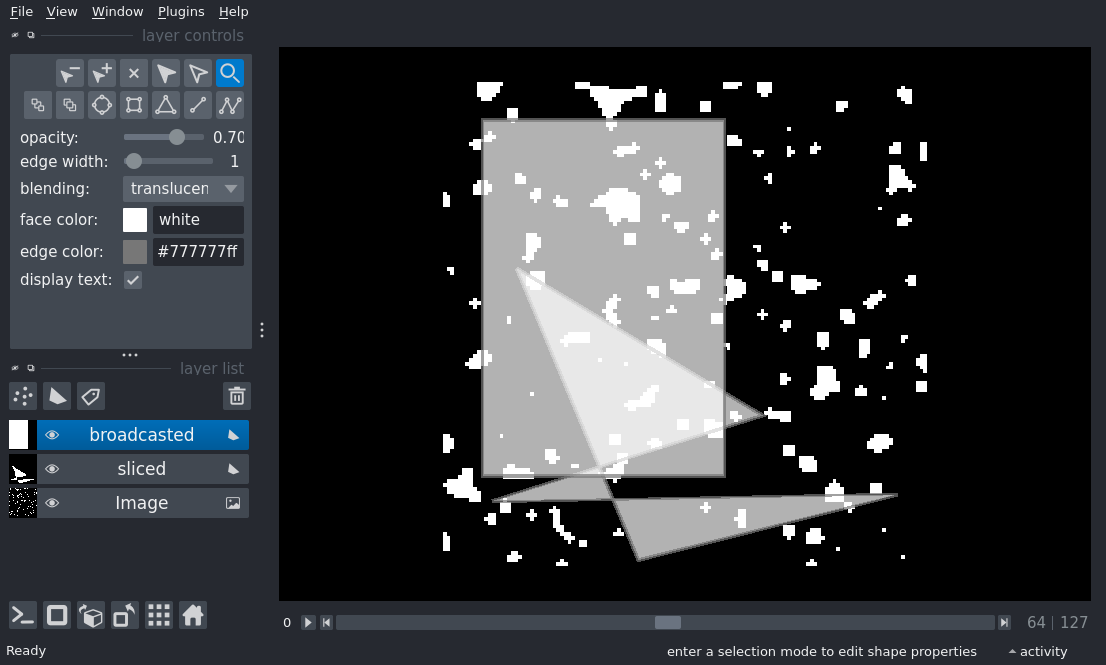 File View Window Plugins Help
layer controls
opacity: 0.70
edge width: 1
blending: translucen
face color: white
edge color: #777777ff
display text:
layer list
broadcasted
sliced
Image
0 64 | 127
Ready enter a selection mode to edit shape properties activity